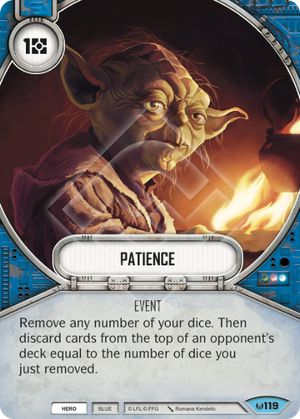 1
PATIENCE
EVENT
Remove any number of your dice. Then
discard cards from the top of an opponent's
deck equal to the number of dice you
just removed.
HERO BLUE © LFL © FFG Romana Kendelic 119